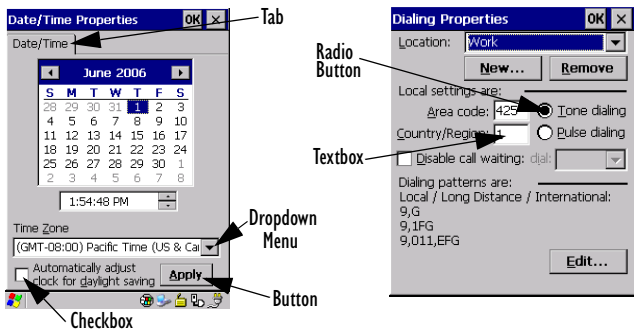 Date/Time Properties OK ×
Date/Time
June 2006
S M T W T F S
28 29 30 31 1 2 3
4 5 6 7 8 9 10
11 12 13 14 15 16 17
18 19 20 21 22 23 24
25 26 27 28 29 30 1
2 3 4 5 6 7 8
1:54:48 PM
Time Zone
(GMT-08:00) Pacific Time (US & Ca
Automatically adjust
clock for daylight saving
Apply
Tab
Dropdown
Menu
Button
Checkbox
Dialing Properties OK ×
Location: Work
New... Remove
Local settings are:
Area code: 425 Tone dialing
Country/Region: 1 Pulse dialing
Disable call waiting: dial:
Dialing patterns are:
Local / Long Distance / International:
9,G
9,1FG
9,011,EFG
Edit...
Radio
Button
Textbox